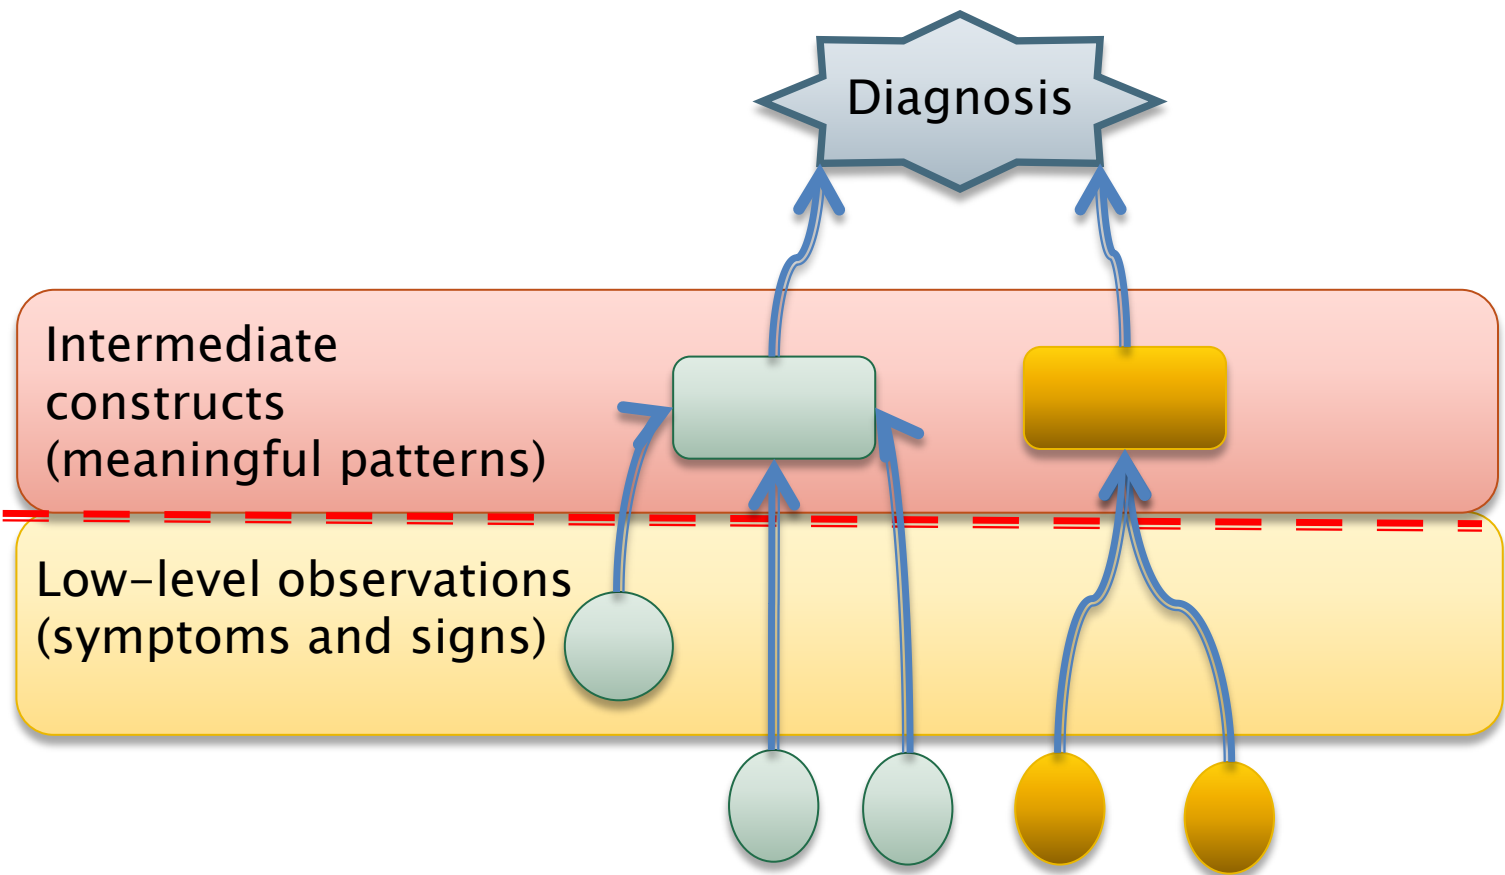 Diagnosis
Intermediate
constructs
(meaningful patterns)
Low-level observations
(symptoms and signs)